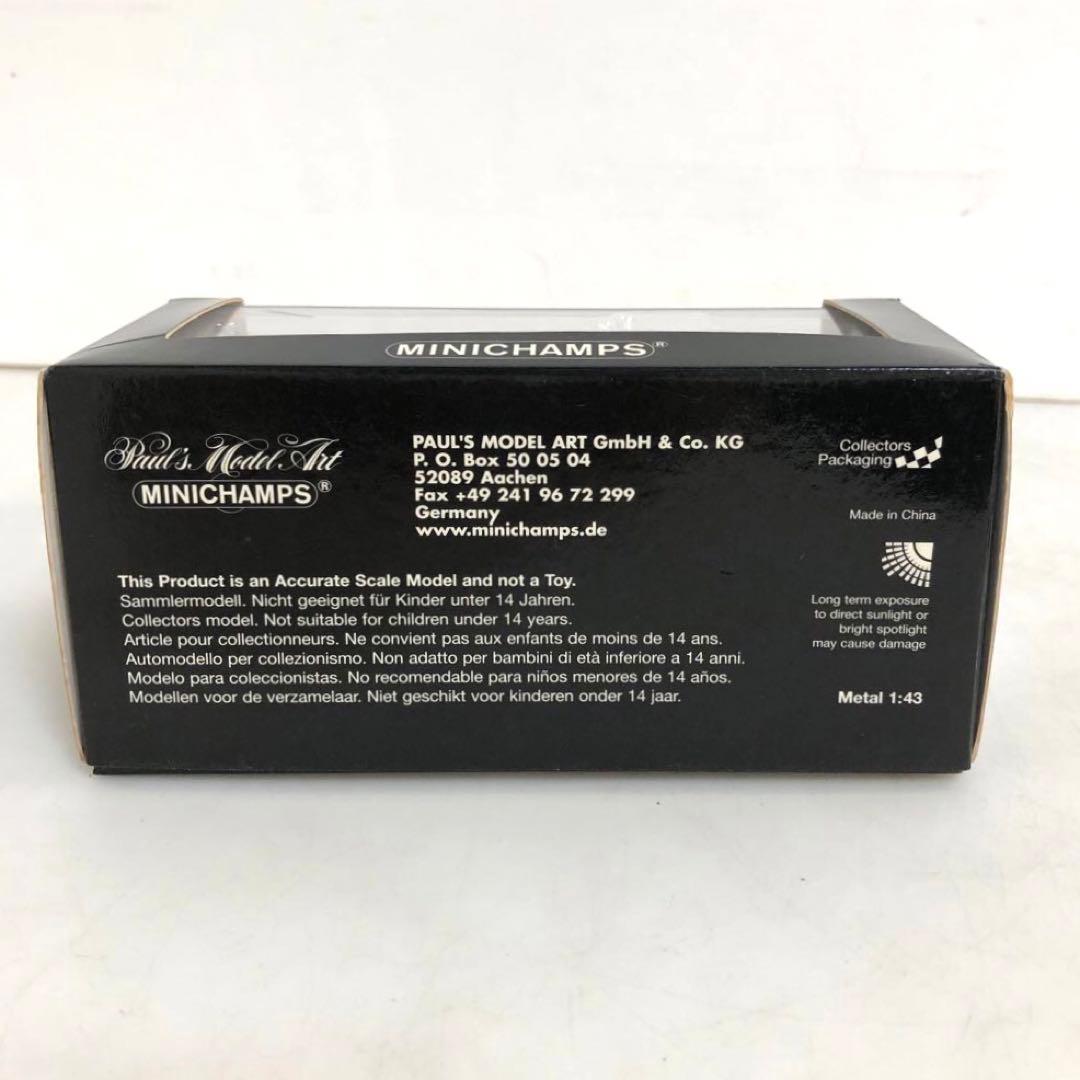 MINICHAMPS®
Paul's Model Art
MINICHAMPS®
PAUL'S MODEL ART GmbH & Co. KG
P. O. Box 50 05 04
52089 Aachen
Fax +49 241 96 72 299
Germany
www.minichamps.de
Collectors
Packaging
Made in China
This Product is an Accurate Scale Model and not a Toy.
Sammlermodell. Nicht geeignet für Kinder unter 14 Jahren.
Collectors model. Not suitable for children under 14 years.
Article pour collectionneurs. Ne convient pas aux enfants de moins de 14 ans.
Automodello per collezionismo. Non adatto per bambini di età inferiore a 14 anni.
Modelo para coleccionistas. No recomendable para niños menores de 14 años.
Modellen voor de verzamelaar. Niet geschikt voor kinderen onder 14 jaar.
Long term exposure
to direct sunlight or
bright spotlight
may cause damage
Metal 1:43